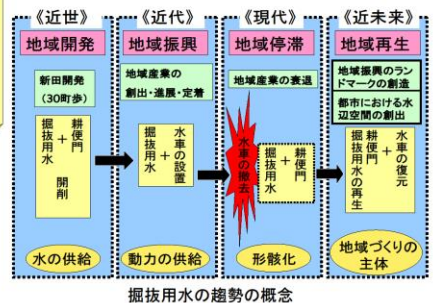 《近世》
地域開発
新田開発
（30町歩）
掘抜用水
+
耕便門
開削
水の供給
《近代》
地域振興
地域産業の
創出・進展・定着
掘抜用水
+
耕便門
+
水車の設置
動力の供給
《現代》
地域停滞
地域産業の衰退
水車の撤去
掘抜用水
+
耕便門
形骸化
《近未来》
地域再生
地域振興のラン
ドマークの創造
都市における水
辺空間の創出
掘抜用水の再生
耕便門
+
水車の復元
地域づくりの
主体
掘抜用水の趨勢の概念